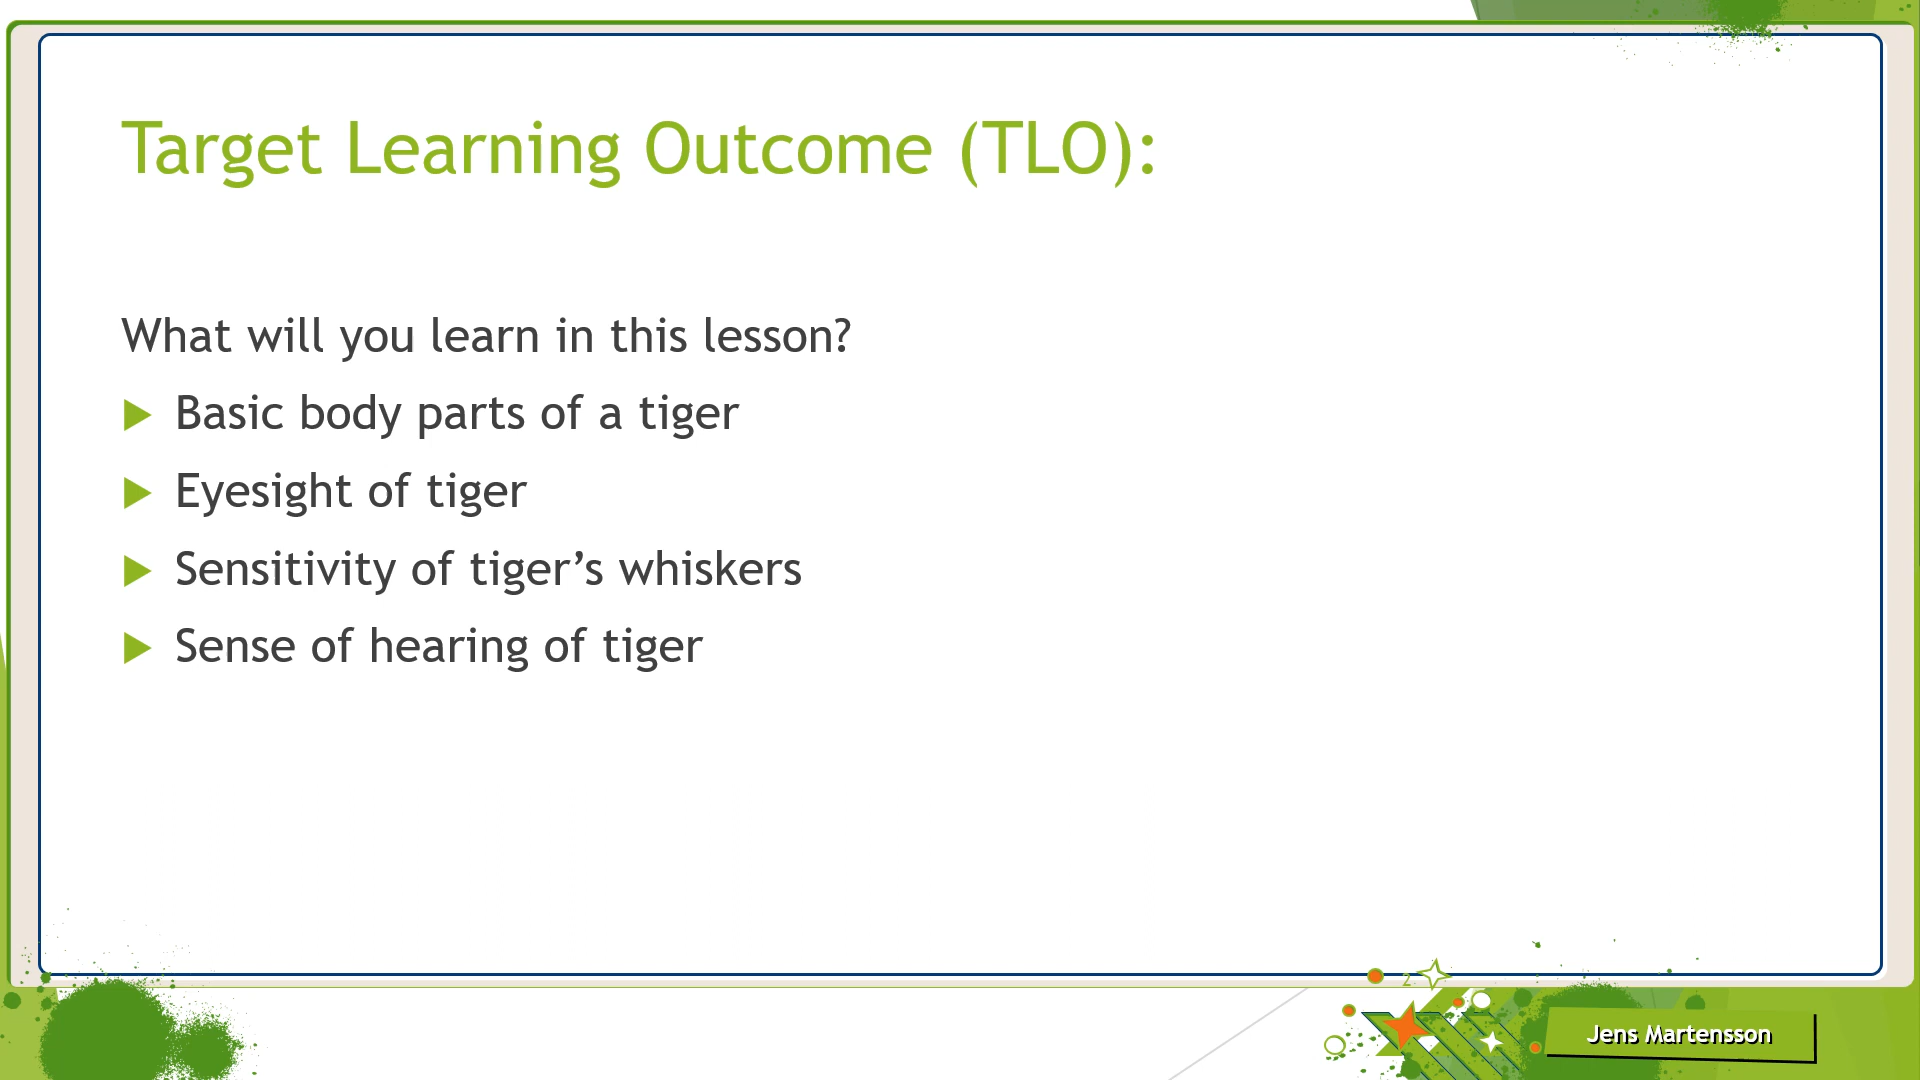 Target Learning Outcome (TLO):
What will you learn in this lesson?
Basic body parts of a tiger
Eyesight of tiger
Sensitivity of tiger’s whiskers
Sense of hearing of tiger
2
Jens Martensson